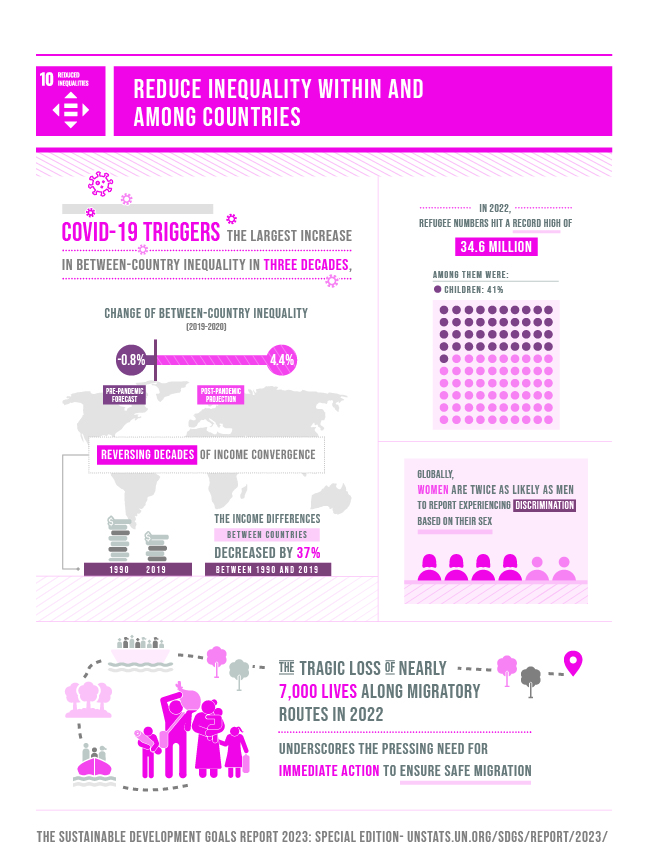 10 REDUCED
INEQUALITIES
REDUCE INEQUALITY WITHIN AND
AMONG COUNTRIES
COVID-19 TRIGGERS THE LARGEST INCREASE
IN BETWEEN-COUNTRY INEQUALITY IN THREE DECADES,
CHANGE OF BETWEEN-COUNTRY INEQUALITY
(2019-2020)
-0.8% 4.4%
PRE-PANDEMIC
FORECAST
POST-PANDEMIC
PROJECTION
REVERSING DECADES OF INCOME CONVERGENCE
$ $
1990 2019
THE INCOME DIFFERENCES
BETWEEN COUNTRIES
DECREASED BY 37%
BETWEEN 1990 AND 2019
IN 2022,
REFUGEE NUMBERS HIT A RECORD HIGH OF
34.6 MILLION
AMONG THEM WERE:
CHILDREN: 41%
GLOBALLY,
WOMEN ARE TWICE AS LIKELY AS MEN
TO REPORT EXPERIENCING DISCRIMINATION
BASED ON THEIR SEX
THE TRAGIC LOSS OF NEARLY
7,000 LIVES ALONG MIGRATORY
ROUTES IN 2022
UNDERSCORES THE PRESSING NEED FOR
IMMEDIATE ACTION TO ENSURE SAFE MIGRATION
THE SUSTAINABLE DEVELOPMENT GOALS REPORT 2023: SPECIAL EDITION- UNSTATS.UN.ORG/SDGS/REPORT/2023/